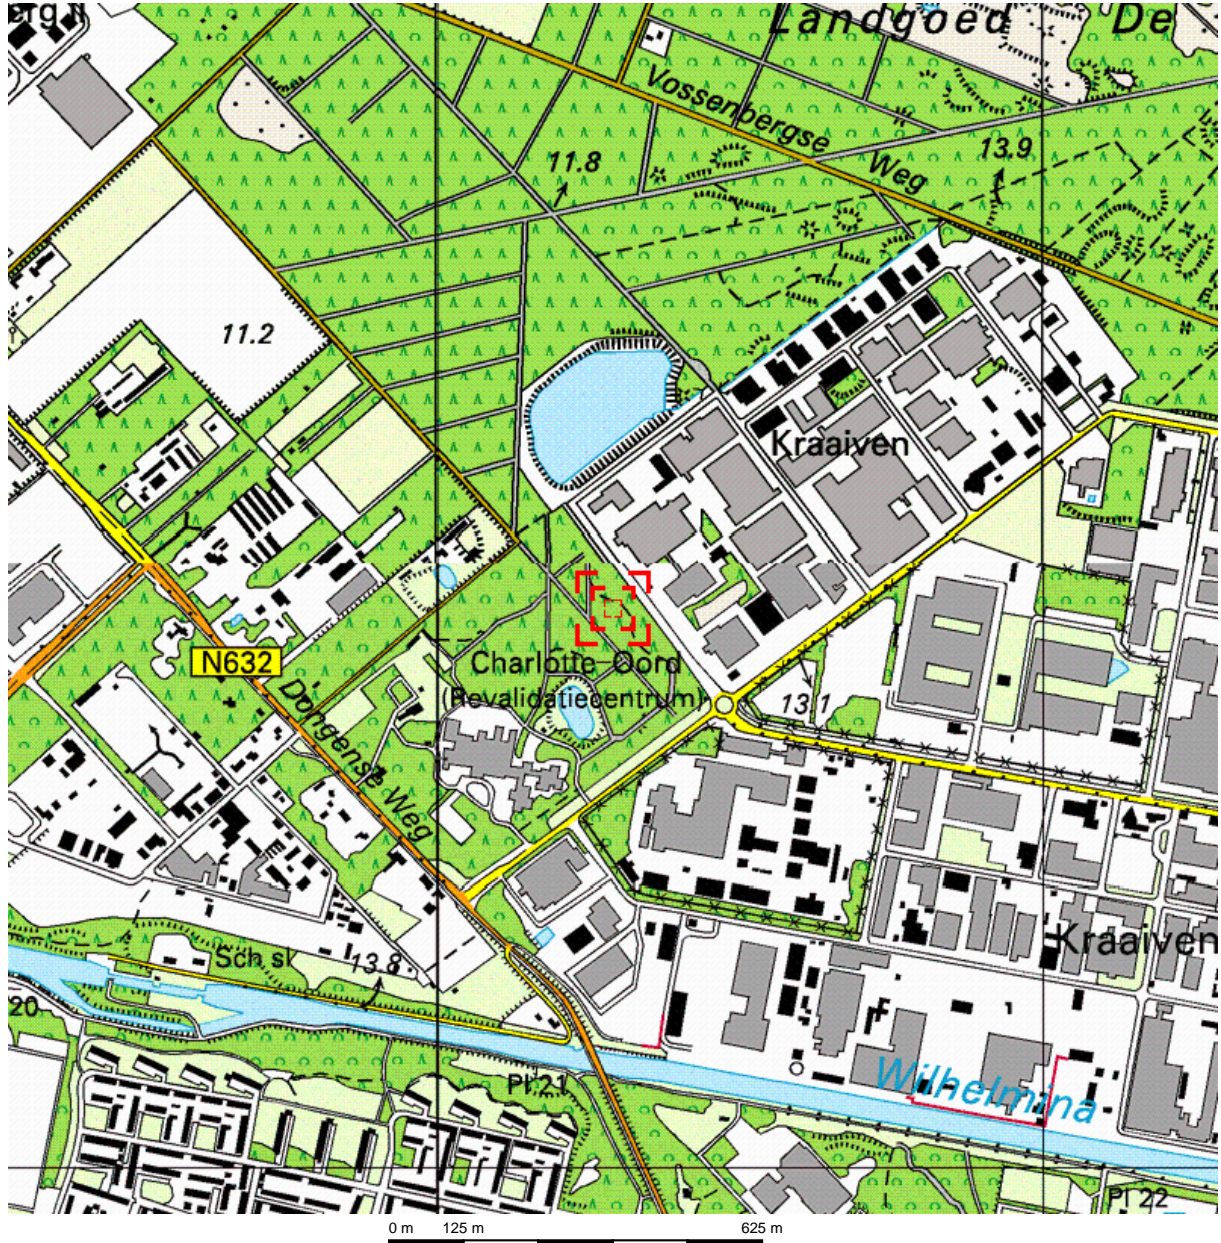 Landgoed De
Vossenbergse Weg
11.8
13.9
11.2
Kraaiven
N632
Charlotte-Oord
(Revalidatiecentrum)
13.1
Dongense Weg
Sch sl
13.8
Kraaiven
20
Pl 21
Wilhelmina
Pl 22
0 m 125 m 625 m